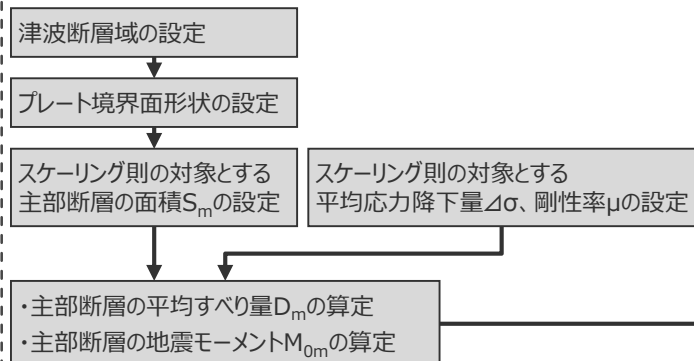 津波断層域の設定
プレート境界面形状の設定
スケーリング則の対象とする
主部断層の面積Smの設定
スケーリング則の対象とする
平均応力降下量⊿σ、剛性率μの設定
・主部断層の平均すべり量Dmの算定
・主部断層の地震モーメントM0mの算定